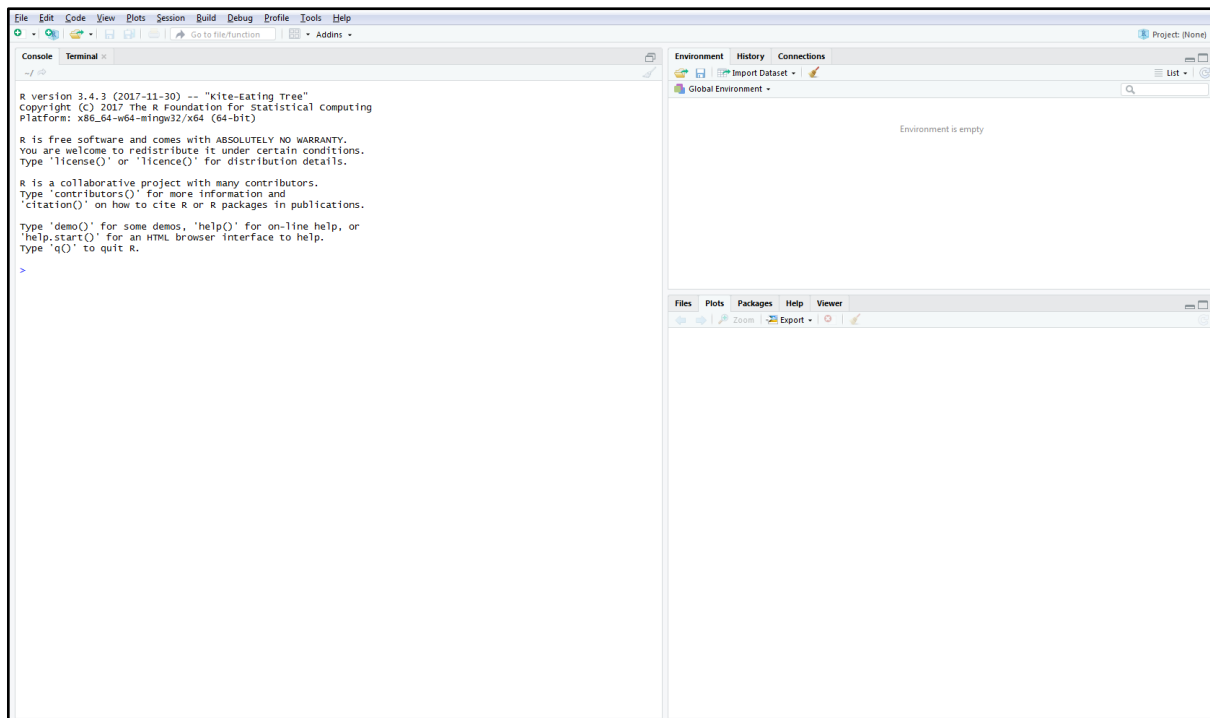 File Edit Code View Plots Session Build Debug Profile Tools Help
Go to file/function Addins Project: (None)
Console Terminal
~/
R version 3.4.3 (2017-11-30) -- "Kite-Eating Tree"
Copyright (C) 2017 The R Foundation for Statistical Computing
Platform: x86_64-w64-mingw32/x64 (64-bit)
R is free software and comes with ABSOLUTELY NO WARRANTY.
You are welcome to redistribute it under certain conditions.
Type 'license()' or 'licence()' for distribution details.
R is a collaborative project with many contributors.
Type 'contributors()' for more information and
'citation()' on how to cite R or R packages in publications.
Type 'demo()' for some demos, 'help()' for on-line help, or
'help.start()' for an HTML browser interface to help.
Type 'q()' to quit R.
>
Environment History Connections
Import Dataset List
Global Environment
Environment is empty
Files Plots Packages Help Viewer
Zoom Export